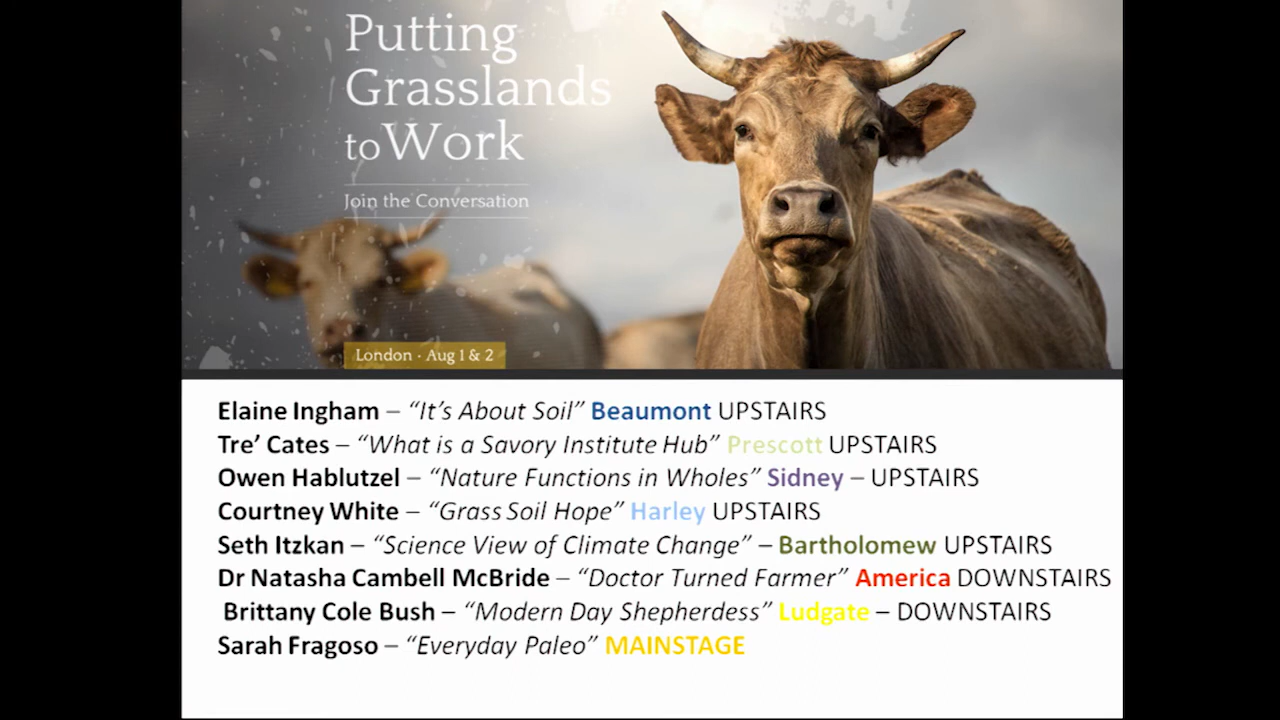 Putting
Grasslands
to Work
Join the Conversation
London · Aug 1 & 2
Elaine Ingham – “It’s About Soil” Beaumont UPSTAIRS
Tre’ Cates – “What is a Savory Institute Hub” Prescott UPSTAIRS
Owen Hablutzel – “Nature Functions in Wholes” Sidney – UPSTAIRS
Courtney White – “Grass Soil Hope” Harley UPSTAIRS
Seth Itzkan – “Science View of Climate Change” – Bartholomew UPSTAIRS
Dr Natasha Cambell McBride – “Doctor Turned Farmer” America DOWNSTAIRS
Brittany Cole Bush – “Modern Day Shepherdess” Ludgate – DOWNSTAIRS
Sarah Fragoso – “Everyday Paleo” MAINSTAGE